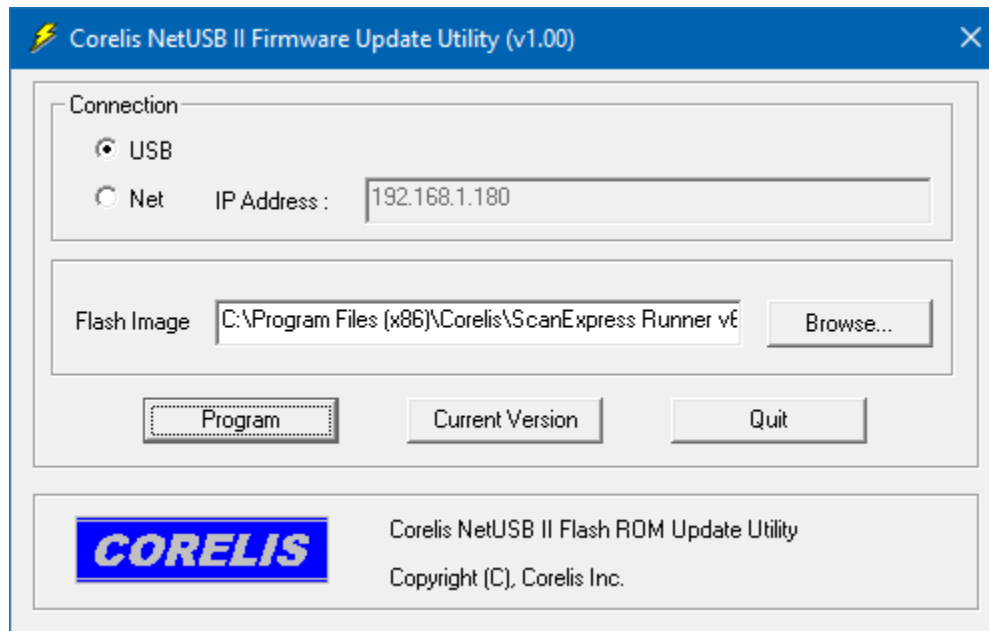 Corelis NetUSB II Firmware Update Utility (v1.00)
Connection
USB
Net IP Address : 192.168.1.180
Flash Image C:\Program Files (x86)\Corelis\ScanExpress Runner v6 Browse...
Program Current Version Quit
CORELIS
Corelis NetUSB II Flash ROM Update Utility
Copyright (C), Corelis Inc.